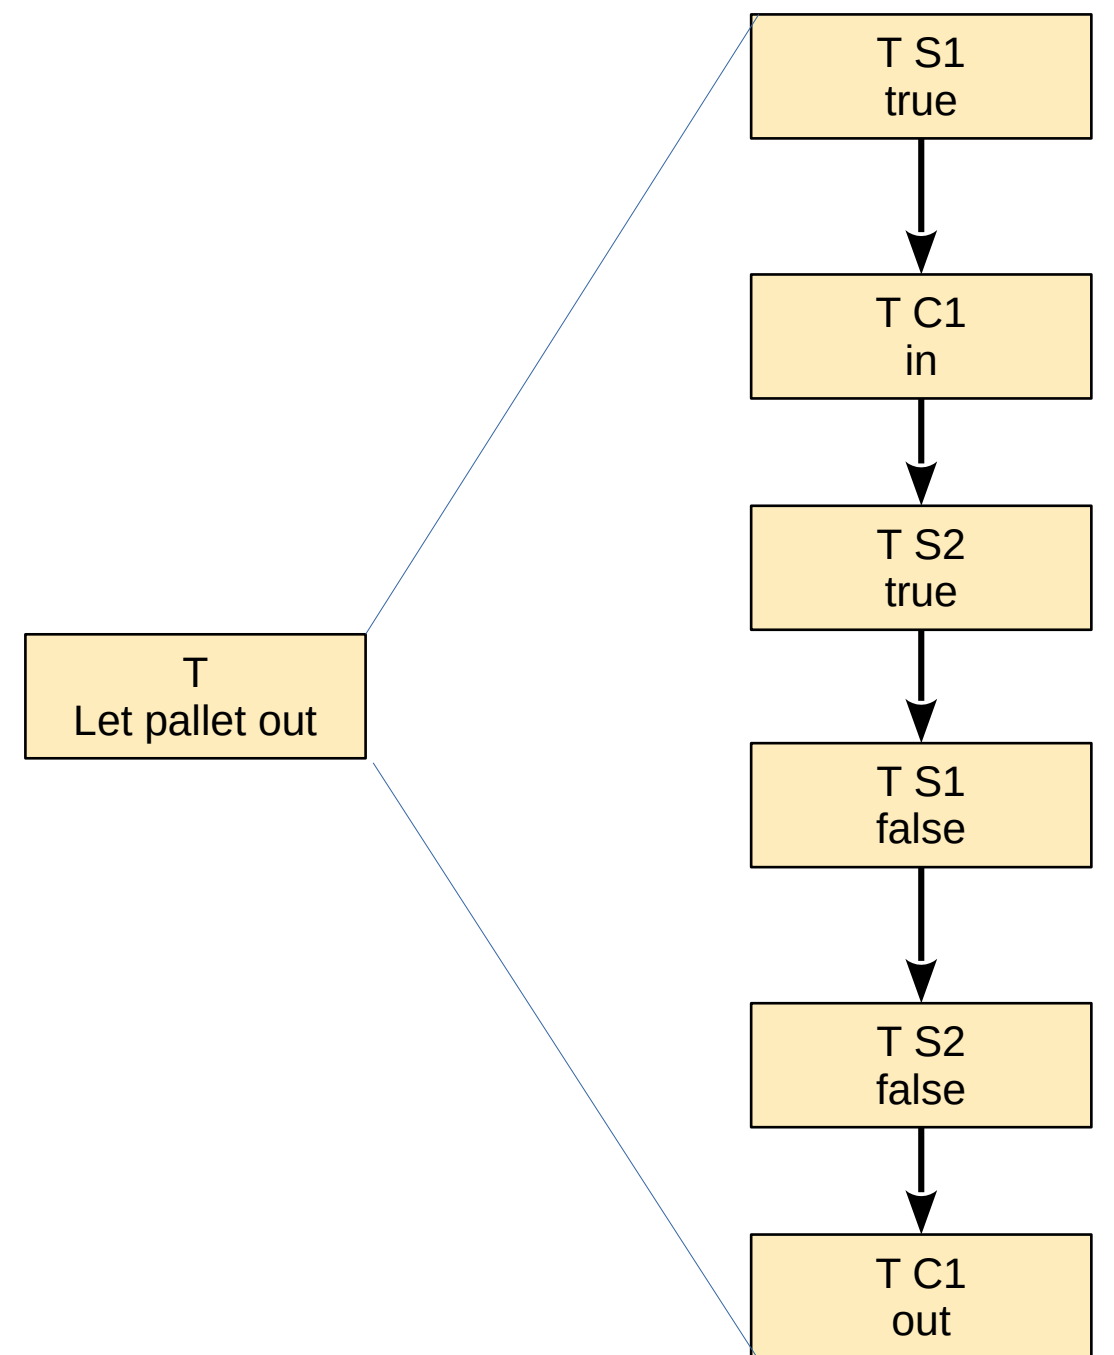 T S1
true
T C1
in
T S2
true
T
Let pallet out
T S1
false
T S2
false
T C1
out